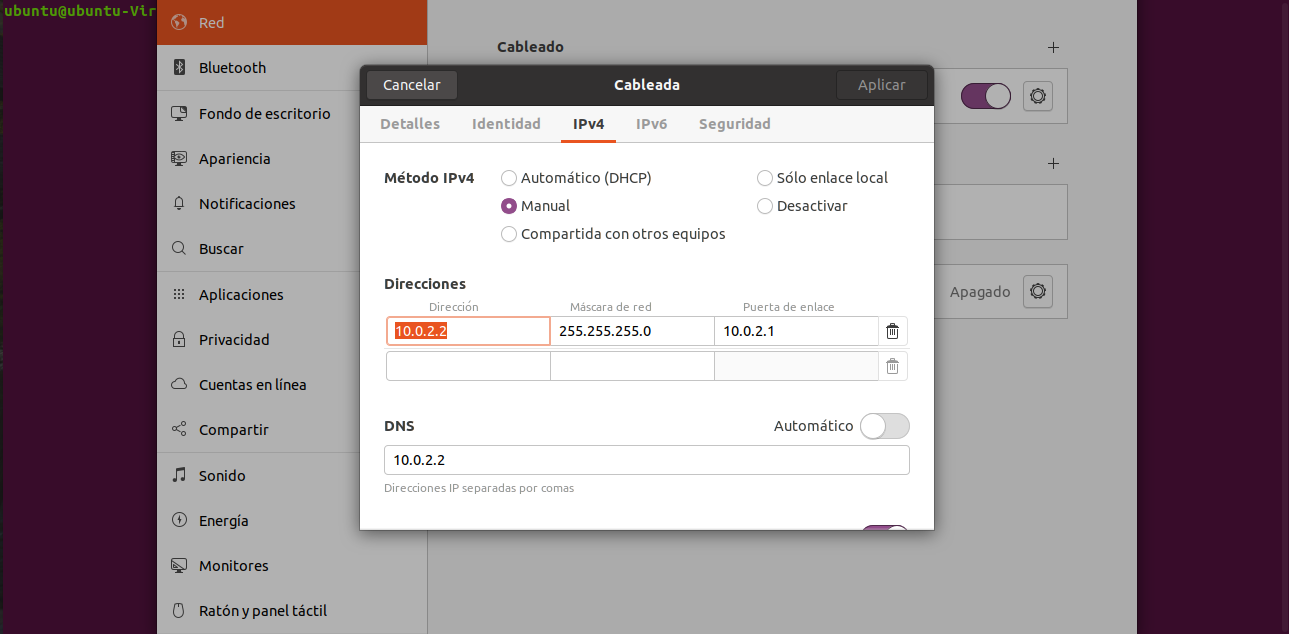 ubuntu@ubuntu-Vir
Red
Bluetooth
Fondo de escritorio
Apariencia
Notificaciones
Buscar
Aplicaciones
Privacidad
Cuentas en línea
Compartir
Sonido
Energía
Monitores
Ratón y panel táctil
Cableado
Apagado
Cancelar
Cableada
Aplicar
Detalles Identidad IPv4 IPv6 Seguridad
Método IPv4
Automático (DHCP) Sólo enlace local
Manual Desactivar
Compartida con otros equipos
Direcciones
Dirección Máscara de red Puerta de enlace
10.0.2.2 255.255.255.0 10.0.2.1
DNS Automático
10.0.2.2
Direcciones IP separadas por comas